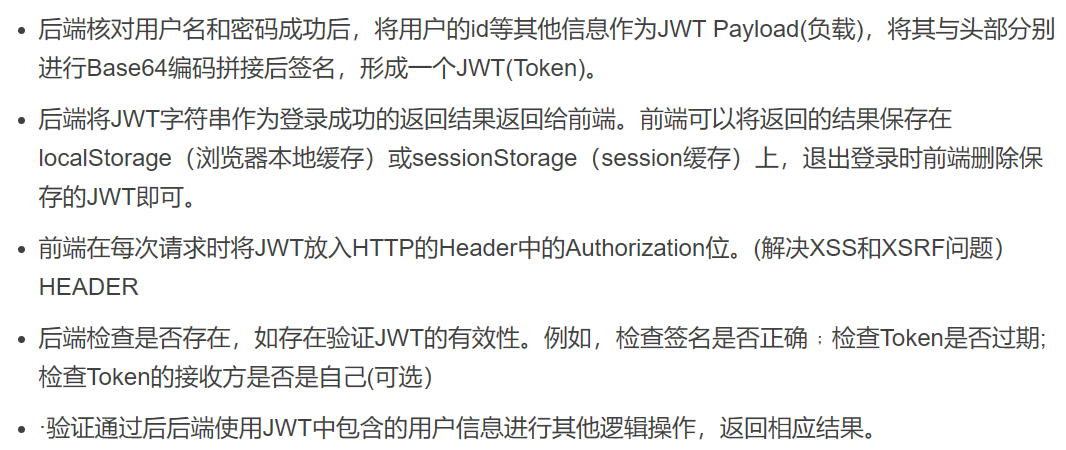 • 后端核对用户名和密码成功后，将用户的id等其他信息作为JWT Payload(负载)，将其与头部分别
进行Base64编码拼接后签名，形成一个JWT(Token)。
• 后端将JWT字符串作为登录成功的返回结果返回给前端。前端可以将返回的结果保存在
localStorage（浏览器本地缓存）或sessionStorage（session缓存）上，退出登录时前端删除保
存的JWT即可。
• 前端在每次请求时将JWT放入HTTP的Header中的Authorization位。(解决XSS和XSRF问题）
HEADER
• 后端检查是否存在，如存在验证JWT的有效性。例如，检查签名是否正确﹔检查Token是否过期;
检查Token的接收方是否是自己(可选）
• ·验证通过后后端使用JWT中包含的用户信息进行其他逻辑操作，返回相应结果。